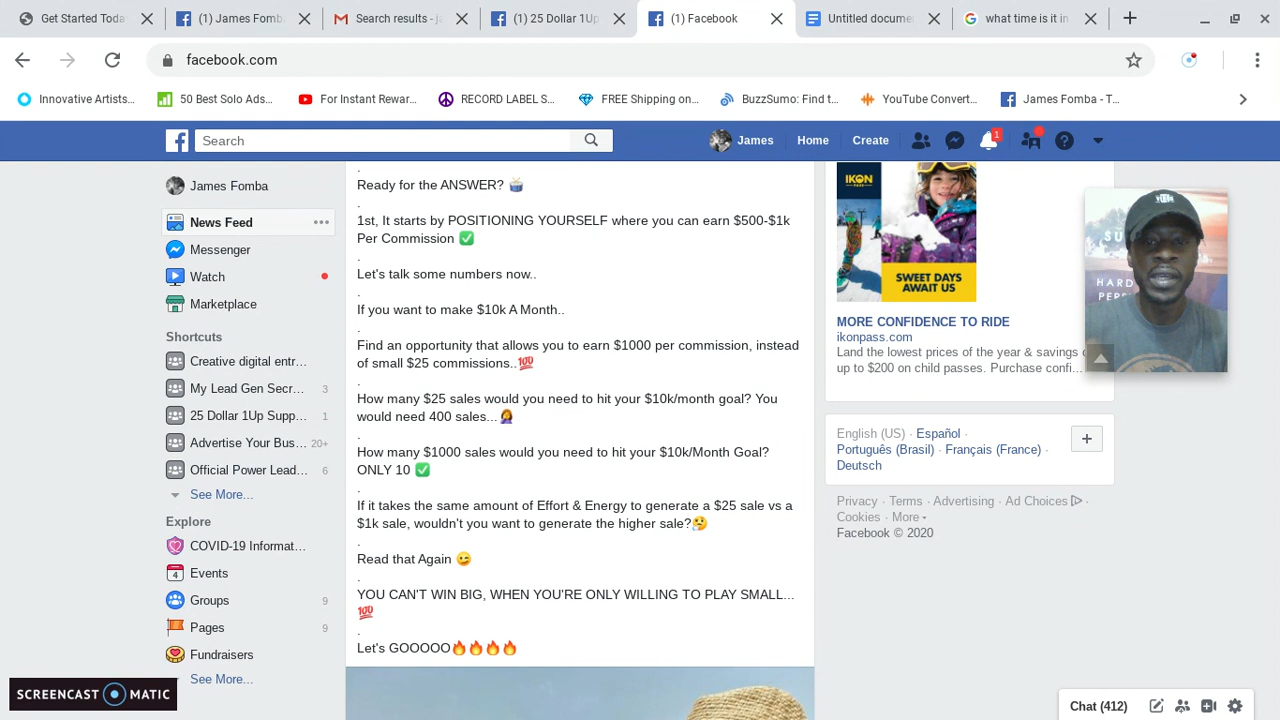 Get Started Toda
(1) James Fomb
Search results - ja
(1) 25 Dollar 1Up
(1) Facebook
Untitled docume
what time is it in
facebook.com
Innovative Artists...
50 Best Solo Ads...
For Instant Rewar...
RECORD LABEL S...
FREE Shipping on...
BuzzSumo: Find t...
YouTube Convert...
James Fomba - T...
Search
James
Home
Create
1
James Fomba
News Feed
Messenger
Watch
Marketplace
Shortcuts
Creative digital entr...
My Lead Gen Secr... 3
25 Dollar 1Up Supp... 1
Advertise Your Bus... 20+
Official Power Lead... 6
See More...
Explore
COVID-19 Informat...
4
Events
Groups 9
Pages 9
Fundraisers
See More...
.
Ready for the ANSWER? 🥁
.
1st, It starts by POSITIONING YOURSELF where you can earn $500-$1k
Per Commission ✅
.
Let's talk some numbers now..
.
If you want to make $10k A Month..
.
Find an opportunity that allows you to earn $1000 per commission, instead
of small $25 commissions..💯
.
How many $25 sales would you need to hit your $10k/month goal? You
would need 400 sales...🤦‍♀️
.
How many $1000 sales would you need to hit your $10k/Month Goal?
ONLY 10 ✅
.
If it takes the same amount of Effort & Energy to generate a $25 sale vs a
$1k sale, wouldn't you want to generate the higher sale?🤔
.
Read that Again 😉
.
YOU CAN'T WIN BIG, WHEN YOU'RE ONLY WILLING TO PLAY SMALL...
💯
.
Let's GOOOOO🔥🔥🔥🔥
IKON
PASS
SWEET DAYS
AWAIT US
MORE CONFIDENCE TO RIDE
ikonpass.com
Land the lowest prices of the year & savings
up to $200 on child passes. Purchase confi...
HARD
PERS
English (US) · Español ·
Português (Brasil) · Français (France) ·
Deutsch
Privacy · Terms · Advertising · Ad Choices ·
Cookies · More
Facebook © 2020
SCREENCAST MATIC
Chat (412)